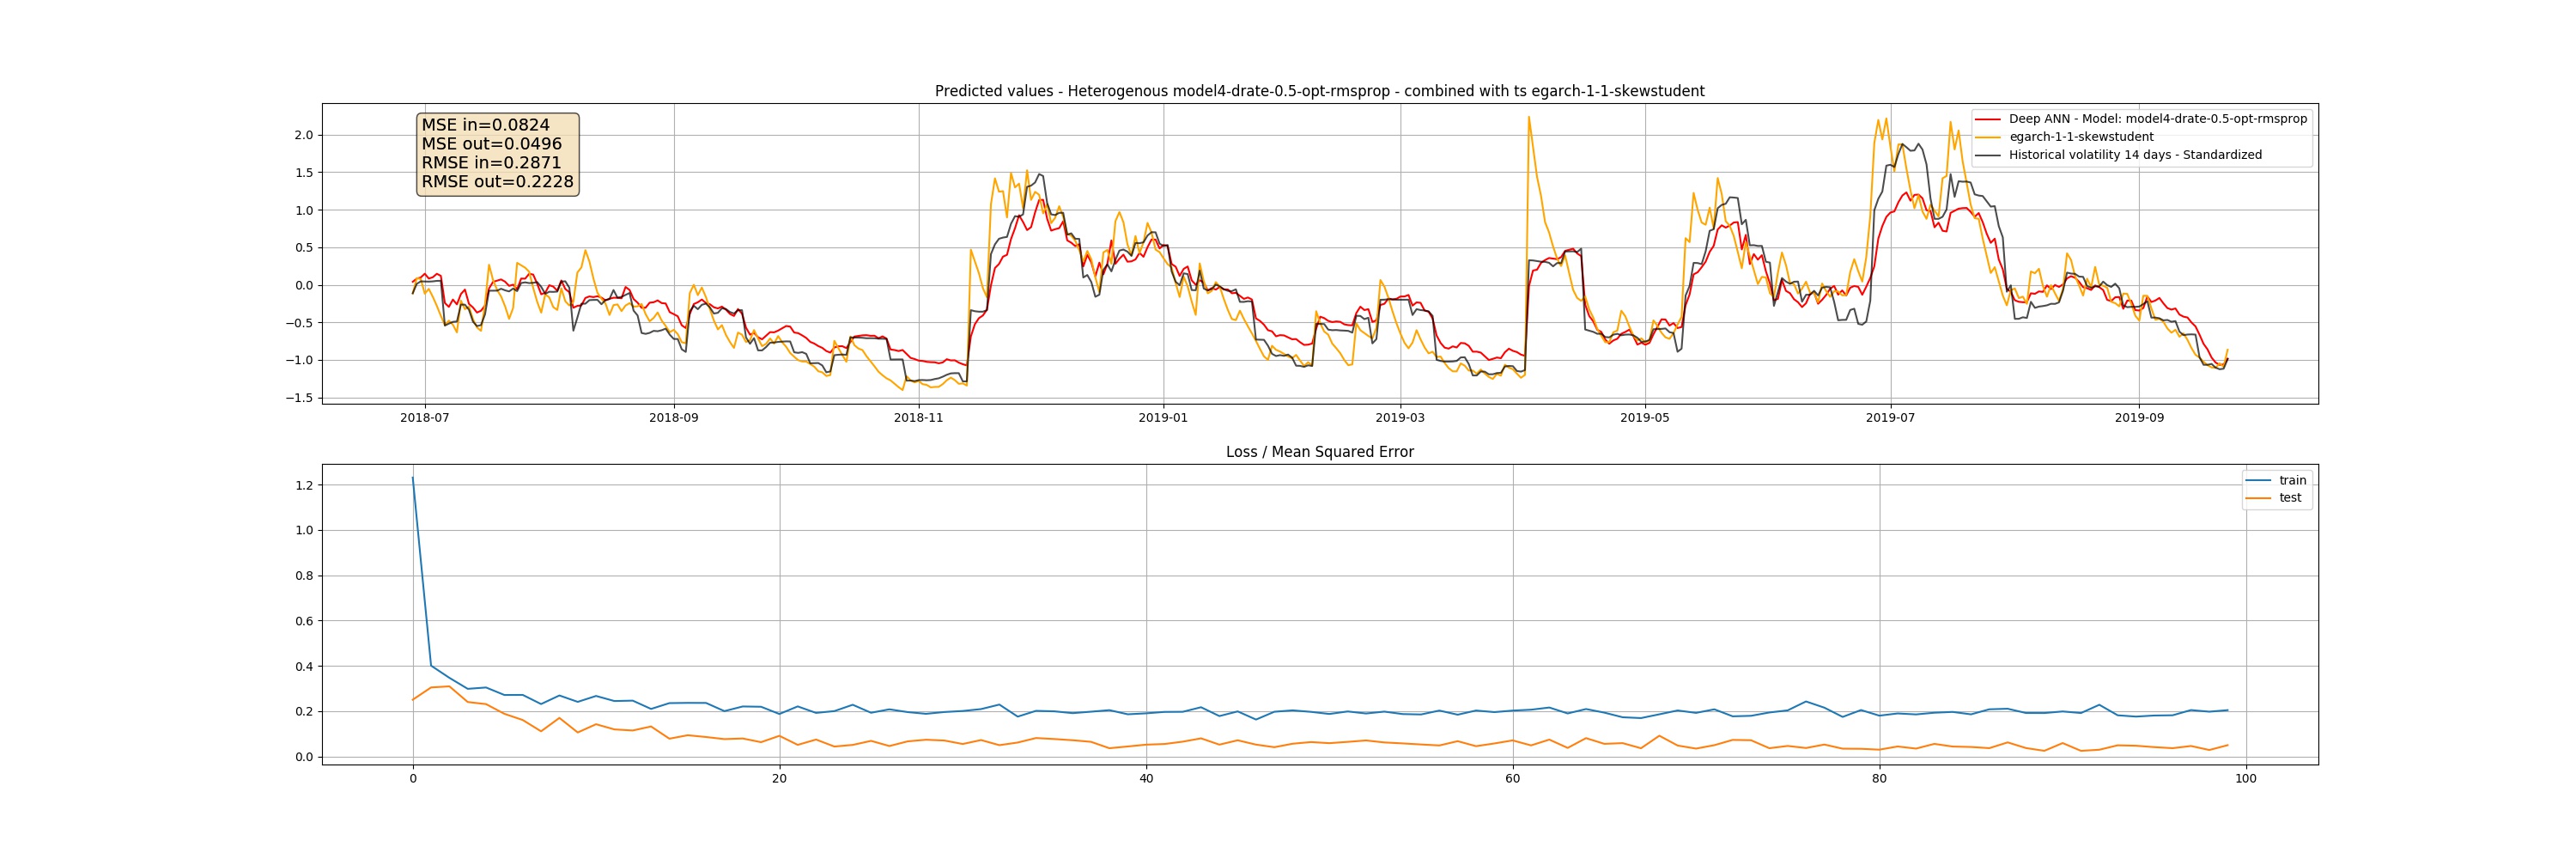 Predicted values - Heterogenous model4-drate-0.5-opt-rmsprop - combined with ts egarch-1-1-skewstudent
MSE in=0.0824
MSE out=0.0496
RMSE in=0.2871
RMSE out=0.2228
Deep ANN - Model: model4-drate-0.5-opt-rmsprop
egarch-1-1-skewstudent
Historical volatility 14 days - Standardized
2.0
1.5
1.0
0.5
0.0
−0.5
−1.0
−1.5
2018-07 2018-09 2018-11 2019-01 2019-03 2019-05 2019-07 2019-09
Loss / Mean Squared Error
train
test
1.2
1.0
0.8
0.6
0.4
0.2
0.0
0 20 40 60 80 100